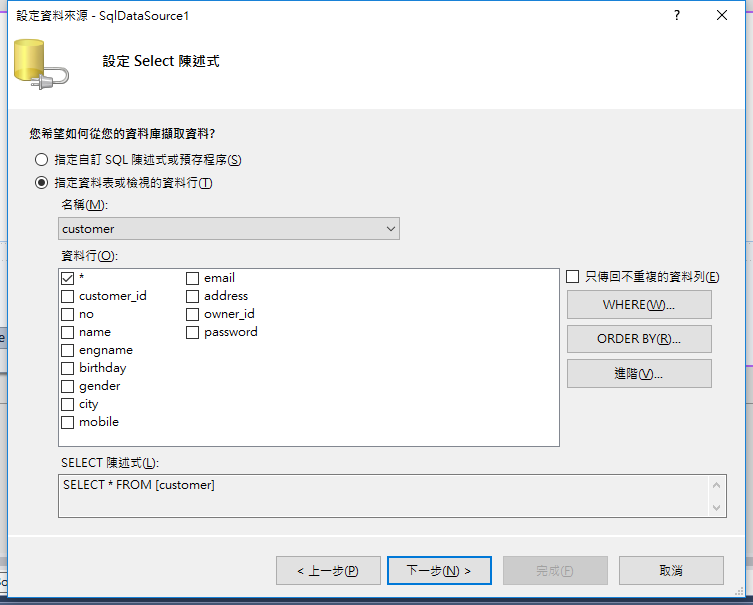 設定資料來源 - SqlDataSource1
?
設定 Select 陳述式
您希望如何從您的資料庫擷取資料?
指定自訂 SQL 陳述式或預存程序(S)
指定資料表或檢視的資料行(T)
名稱(M):
customer
資料行(O):
*
customer_id
no
name
engname
birthday
gender
city
mobile
email
address
owner_id
password
只傳回不重複的資料列(E)
WHERE(W)...
ORDER BY(R)...
進階(V)...
SELECT 陳述式(L):
SELECT * FROM [customer]
< 上一步(P)
下一步(N) >
完成(F)
取消